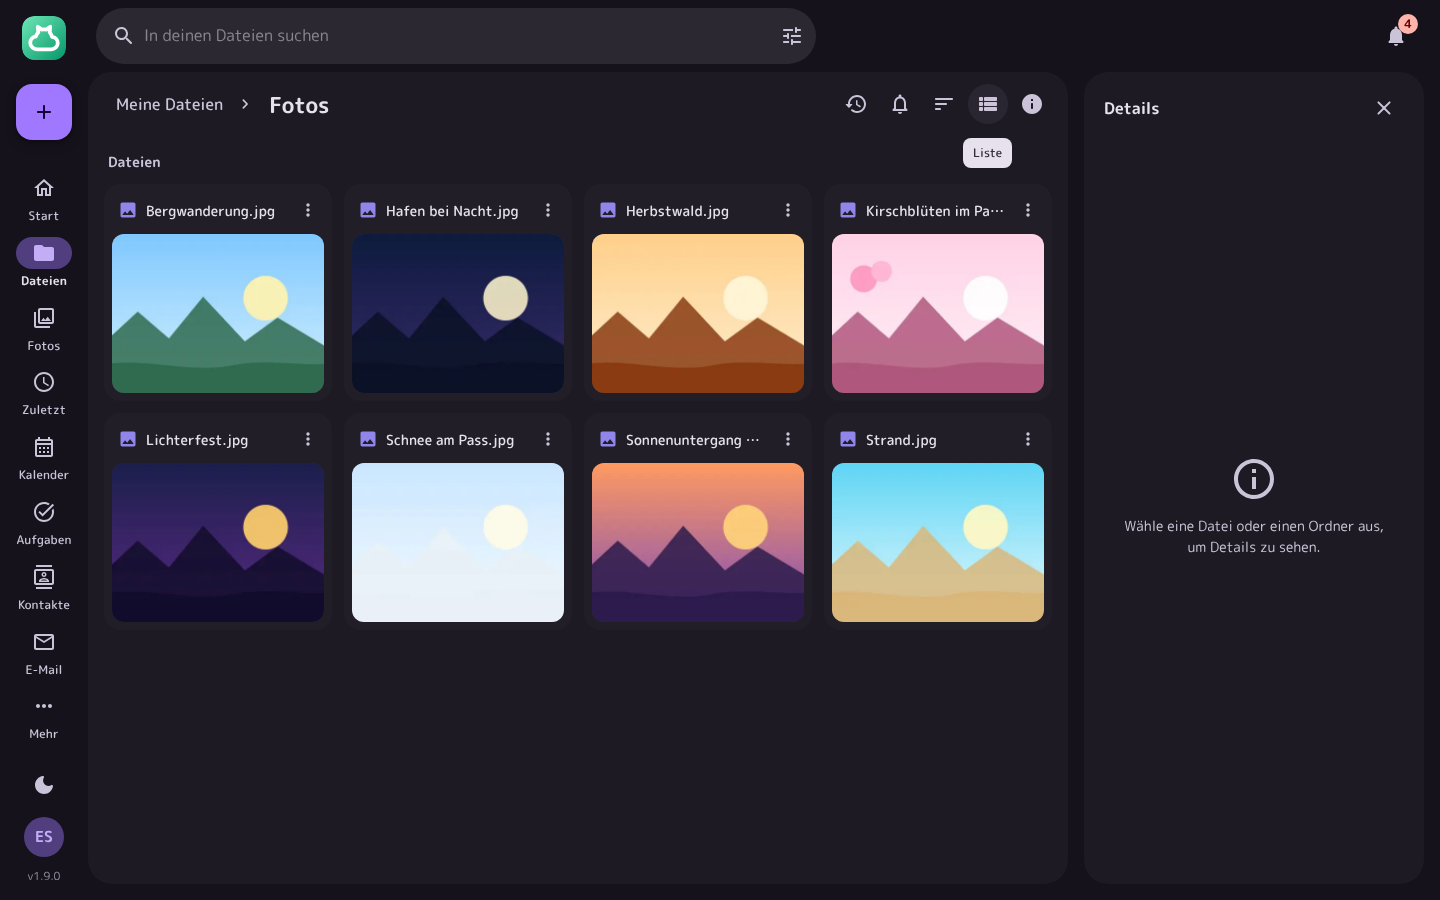 In deinen Dateien suchen
4
Meine Dateien
Fotos
Liste
Details
Start
Dateien
Fotos
Zuletzt
Kalender
Aufgaben
Kontakte
E-Mail
Mehr
ES
v1.9.0
Dateien
Bergwanderung.jpg
Hafen bei Nacht.jpg
Herbstwald.jpg
Kirschblüten im Pa…
Lichterfest.jpg
Schnee am Pass.jpg
Sonnenuntergang …
Strand.jpg
Wähle eine Datei oder einen Ordner aus,
um Details zu sehen.